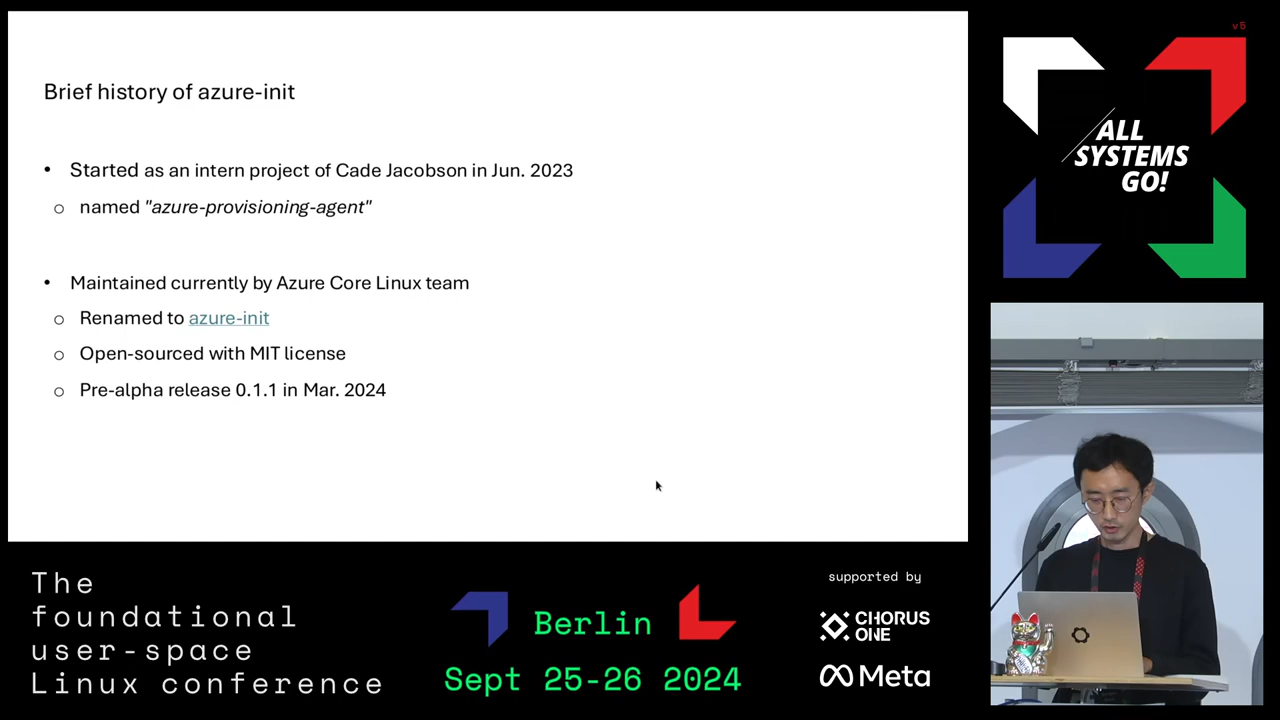 Brief history of azure-init
• Started as an intern project of Cade Jacobson in Jun. 2023
o named "azure-provisioning-agent"
• Maintained currently by Azure Core Linux team
o Renamed to azure-init
o Open-sourced with MIT license
o Pre-alpha release 0.1.1 in Mar. 2024
v5
ALL
SYSTEMS
GO!
The
foundational
user-space
Linux conference
Berlin
Sept 25-26 2024
supported by
CHORUS
ONE
Meta